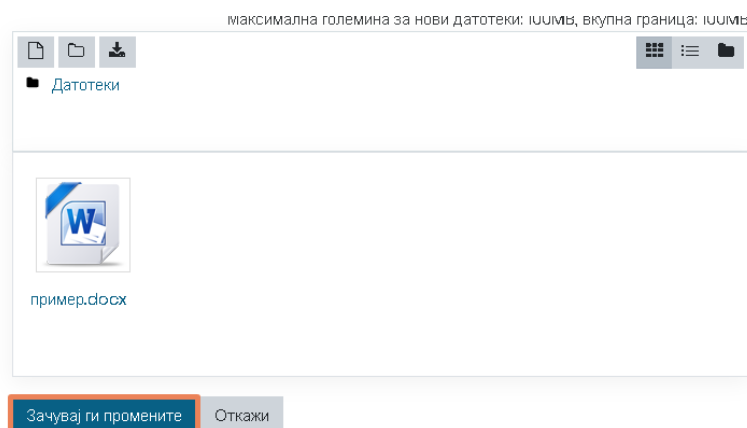 Максимална големина за нови датотеки: 100MB, вкупна граница: 100MB
Датотеки
W
пример.docx
Зачувај ги промените
Откажи